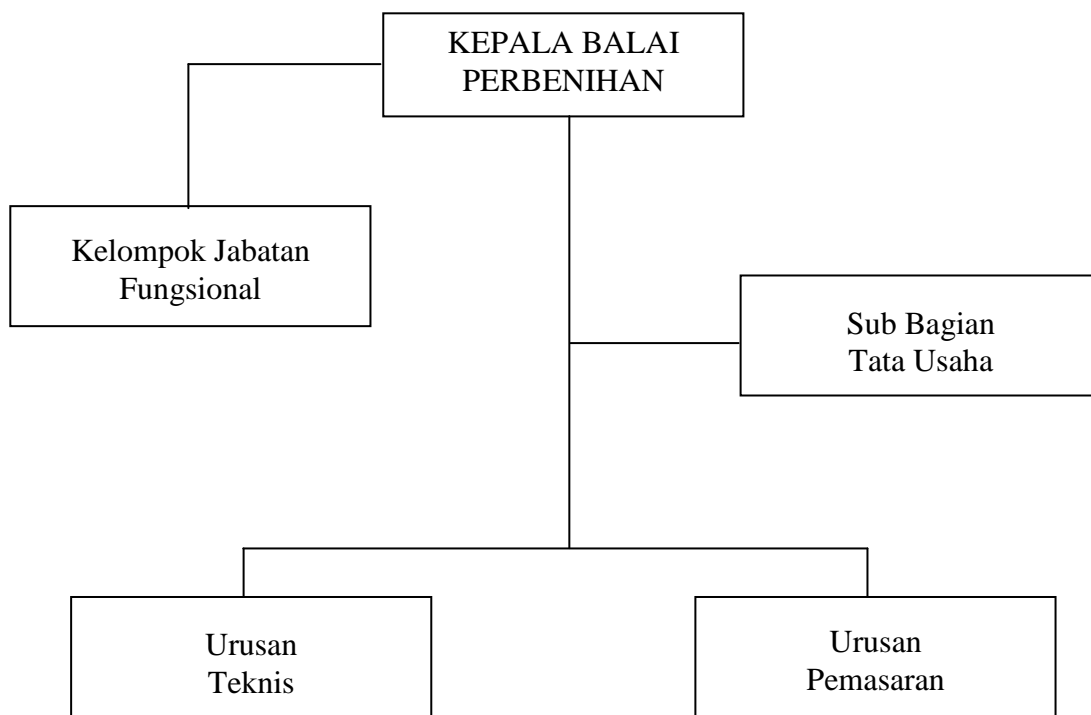 KEPALA BALAI
PERBENIHAN
Kelompok Jabatan
Fungsional
Sub Bagian
Tata Usaha
Urusan
Teknis
Urusan
Pemasaran